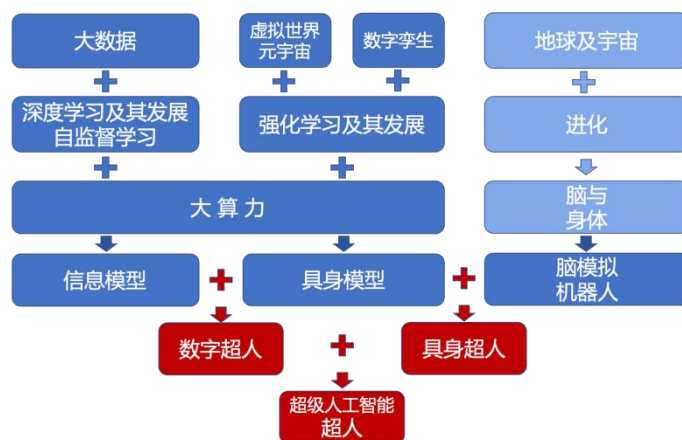 大数据
虚拟世界
元宇宙
数字孪生
地球及宇宙
深度学习及其发展
自监督学习
强化学习及其发展
进化
大算力
脑与
身体
信息模型
具身模型
脑模拟
机器人
数字超人
具身超人
超级人工智能
超人